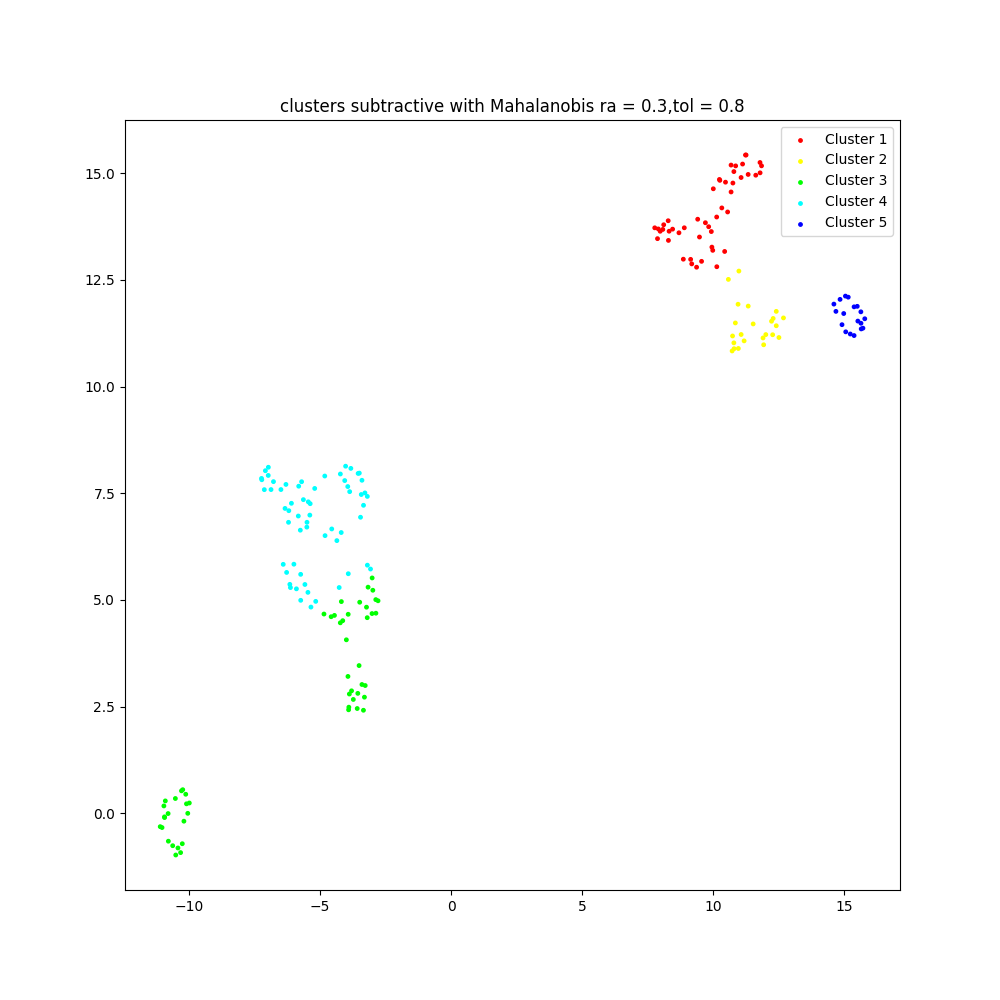 clusters subtractive with Mahalanobis ra = 0.3,tol = 0.8
Cluster 1
Cluster 2
Cluster 3
Cluster 4
Cluster 5
15.0
12.5
10.0
7.5
5.0
2.5
0.0
−10
−5
0
5
10
15